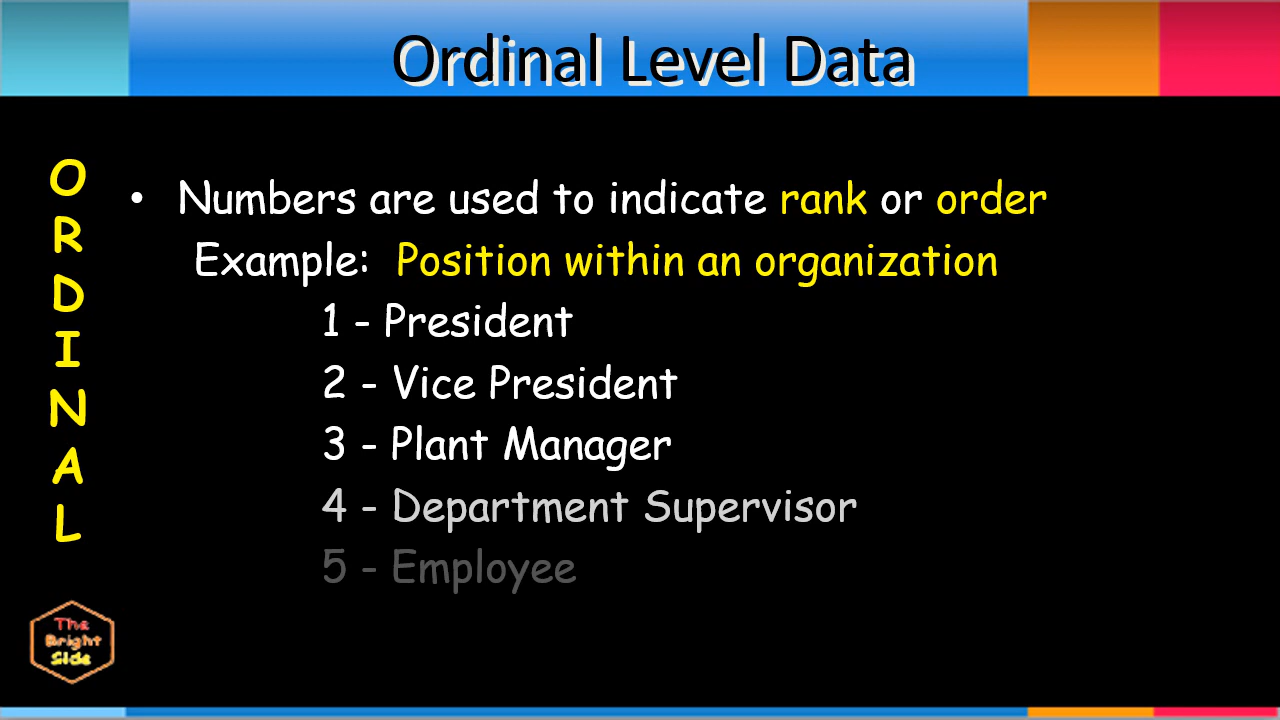 Ordinal Level Data
O
R
D
I
N
A
L
• Numbers are used to indicate rank or order
Example: Position within an organization
1 - President
2 - Vice President
3 - Plant Manager
4 - Department Supervisor
5 - Employee
The
Bright
Side